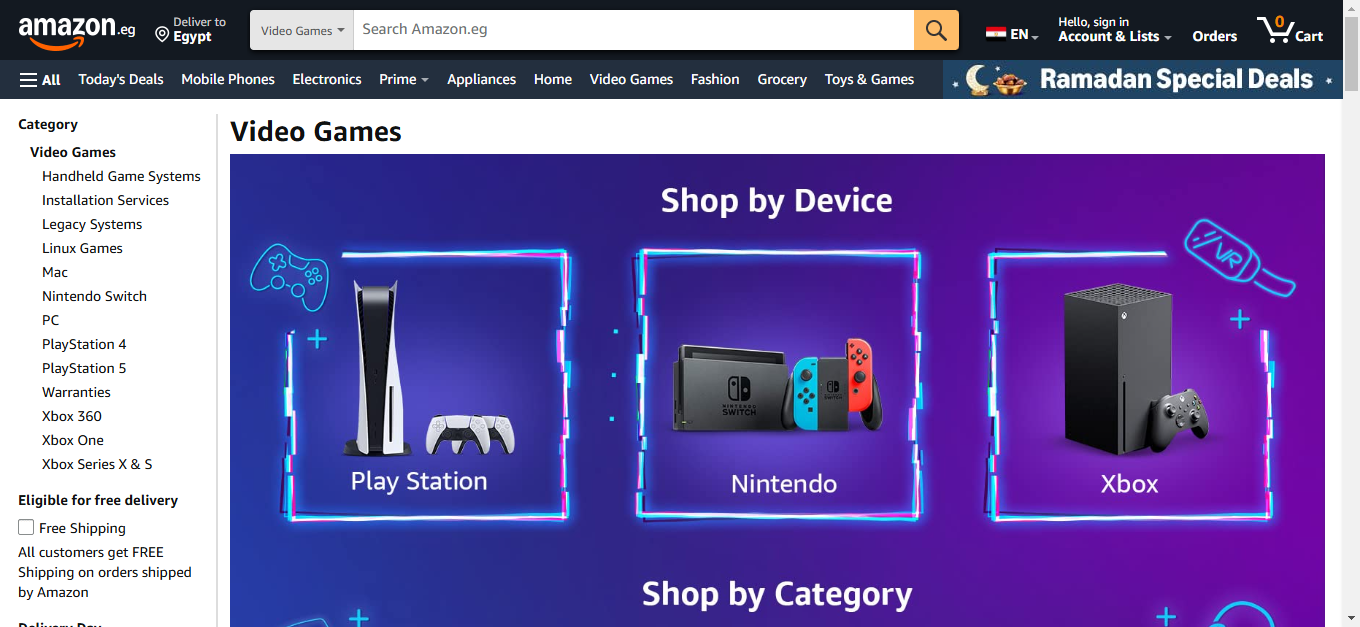 amazon.eg
Deliver to
Egypt
Video Games
Search Amazon.eg
EN
Hello, sign in
Account & Lists
Orders
0
Cart
All
Today's Deals
Mobile Phones
Electronics
Prime
Appliances
Home
Video Games
Fashion
Grocery
Toys & Games
Ramadan Special Deals
Category
Video Games
Handheld Game Systems
Installation Services
Legacy Systems
Linux Games
Mac
Nintendo Switch
PC
PlayStation 4
PlayStation 5
Warranties
Xbox 360
Xbox One
Xbox Series X & S
Eligible for free delivery
Free Shipping
All customers get FREE
Shipping on orders shipped
by Amazon
Delivery Day
Video Games
Shop by Device
VR
NINTENDO
SWITCH
Play Station
Nintendo
Xbox
Shop by Category